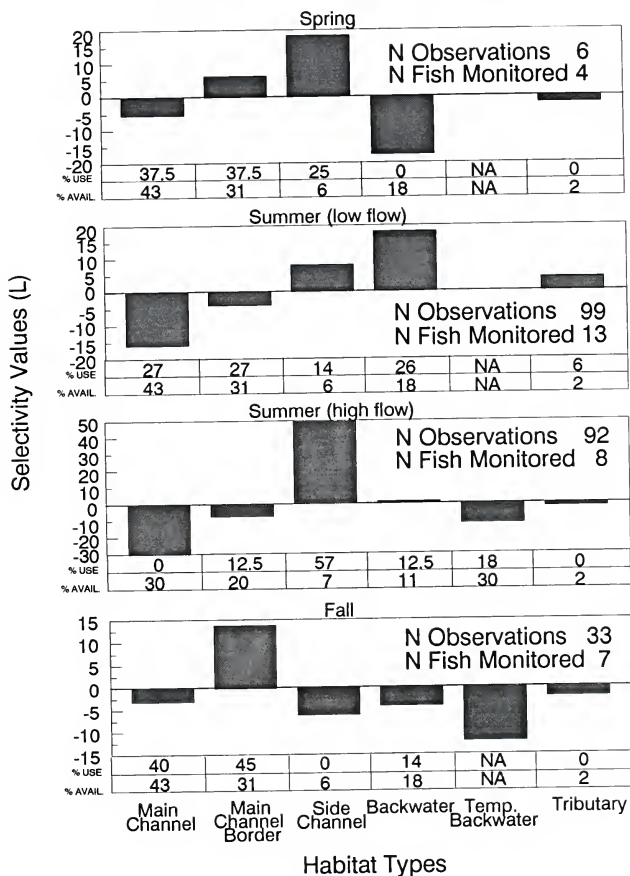 Spring
20
15
10
5
0
-5
-10
-15
-20
N Observations 6
N Fish Monitored 4
% USE 37.5 37.5 25 0 NA 0
% AVAIL. 43 31 6 18 NA 2
Summer (low flow)
20
15
10
5
0
-5
-10
-15
-20
N Observations 99
N Fish Monitored 13
% USE 27 27 14 26 NA 6
% AVAIL. 43 31 6 18 NA 2
Summer (high flow)
50
40
30
20
10
0
-10
-20
-30
N Observations 92
N Fish Monitored 8
% USE 0 12.5 57 12.5 18 0
% AVAIL. 30 20 7 11 30 2
Fall
15
10
5
0
-5
-10
-15
N Observations 33
N Fish Monitored 7
% USE 40 45 0 14 NA 0
% AVAIL. 43 31 6 18 NA 2
Main Channel
Main Channel Border
Side Channel
Backwater
Temp. Backwater
Tributary
Habitat Types
Selectivity Values (L)